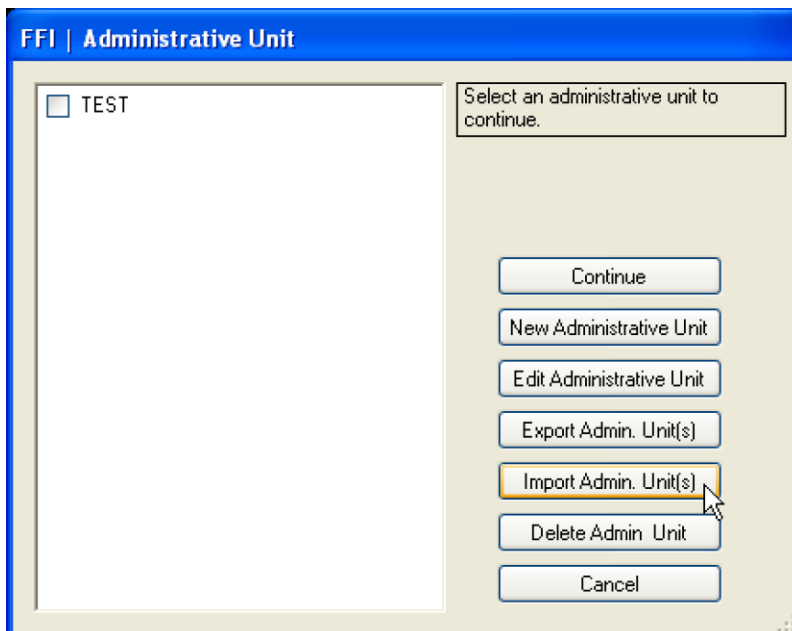 FFI | Administrative Unit
TEST
Select an administrative unit to
continue.
Continue
New Administrative Unit
Edit Administrative Unit
Export Admin. Unit(s)
Import Admin. Unit(s)
Delete Admin Unit
Cancel